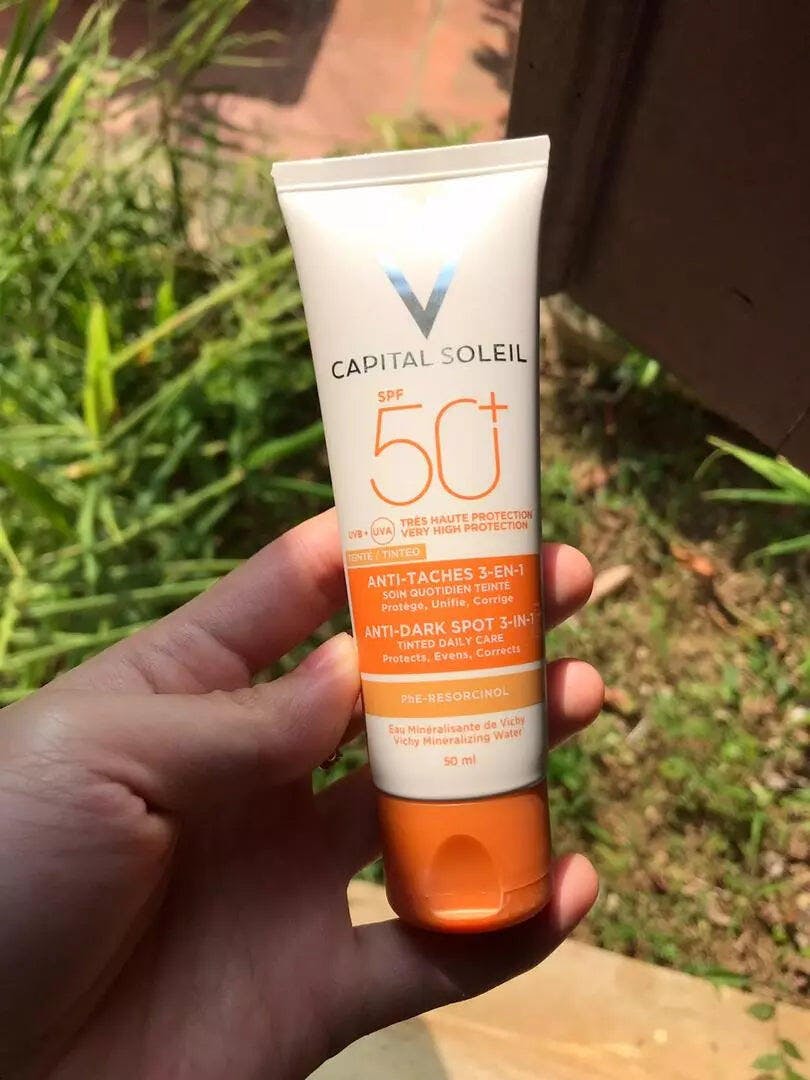 V
CAPITAL SOLEIL
SPF
50+
UVB + UVA TRÈS HAUTE PROTECTION
VERY HIGH PROTECTION
TEINTÉ / TINTED
ANTI-TACHES 3-EN-1
SOIN QUOTIDIEN TEINTÉ
Protège, Unifie, Corrige
ANTI-DARK SPOT 3-IN-1
TINTED DAILY CARE
Protects, Evens, Corrects
PhE-RESORCINOL
Eau Minéralisante de Vichy
Vichy Mineralizing Water
50 ml